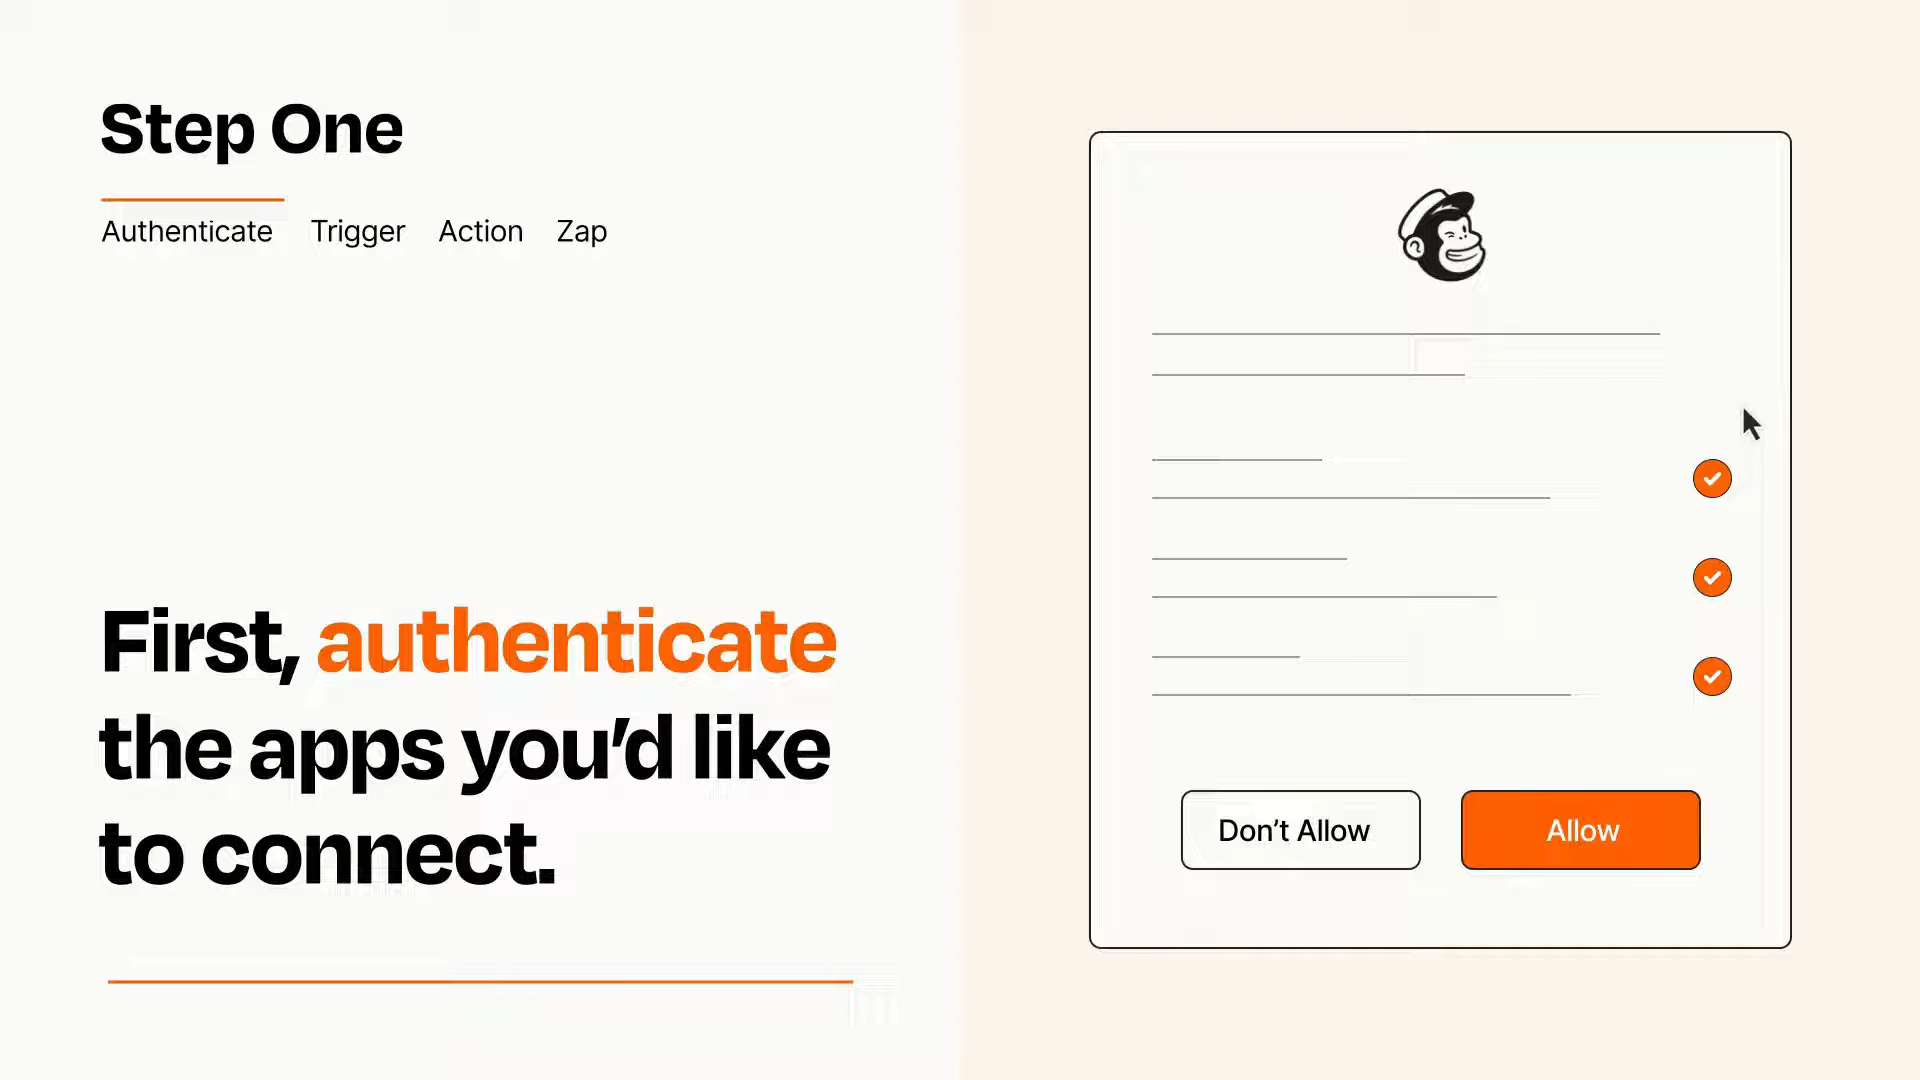 Step One
Authenticate Trigger Action Zap
First, authenticate
the apps you’d like
to connect.
Don’t Allow
Allow